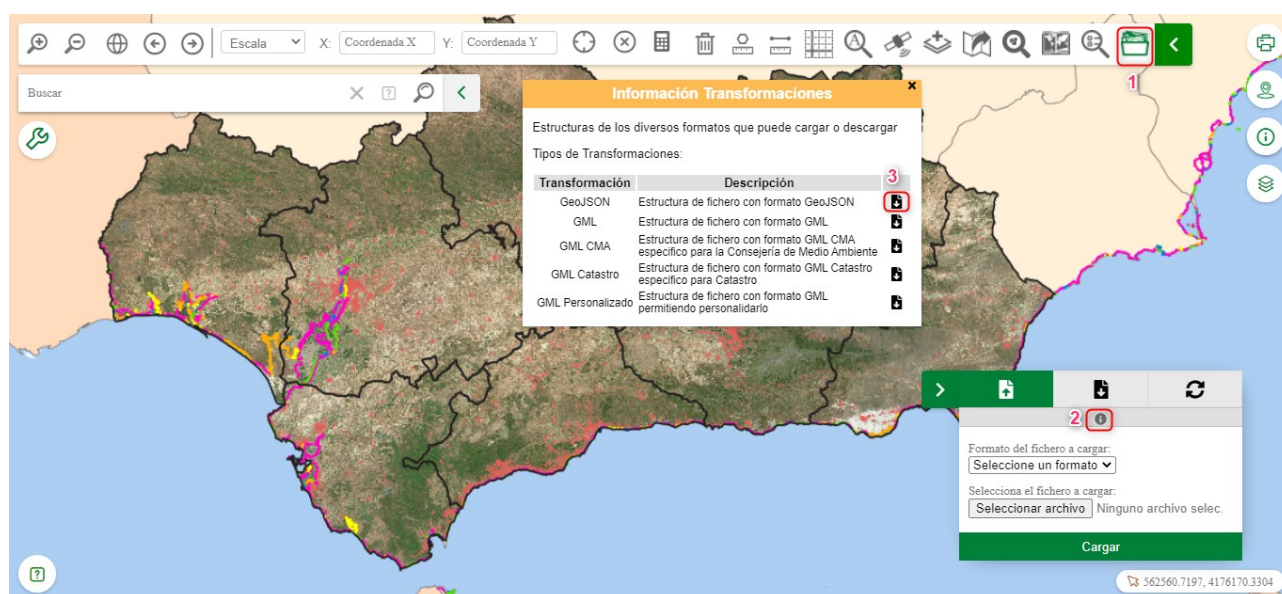 Escala X: Coordenada X Y: Coordenada Y
1
Buscar
Información Transformaciones
Estructuras de los diversos formatos que puede cargar o descargar
Tipos de Transformaciones:
3
Transformación Descripción
GeoJSON Estructura de fichero con formato GeoJSON
GML Estructura de fichero con formato GML
GML CMA Estructura de fichero con formato GML CMA
especifico para la Consejería de Medio Ambiente
GML Catastro Estructura de fichero con formato GML Catastro
especifico para Catastro
GML Personalizado Estructura de fichero con formato GML
permitiendo personalidarlo
2
Formato del fichero a cargar:
Seleccione un formato
Selecciona el fichero a cargar:
Seleccionar archivo Ninguno archivo selec.
Cargar
562560.7197, 4176170.3304